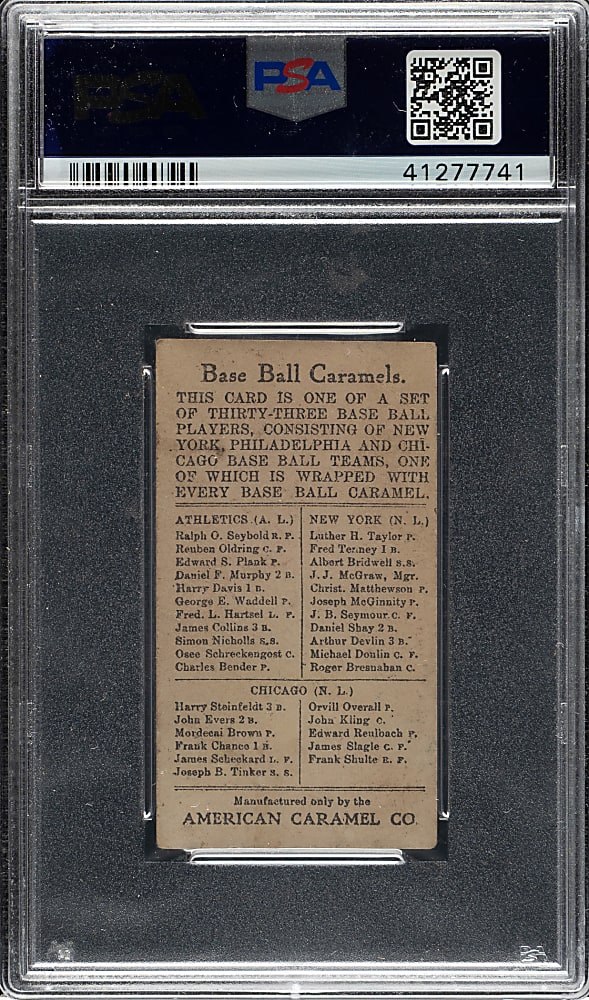 PSA
PSA
41277741
Base Ball Caramels.
THIS CARD IS ONE OF A SET
OF THIRTY-THREE BASE BALL
PLAYERS, CONSISTING OF NEW
YORK, PHILADELPHIA AND CHI-
CAGO BASE BALL TEAMS, ONE
OF WHICH IS WRAPPED WITH
EVERY BASE BALL CARAMEL.
ATHLETICS (A. L.)
Ralph O. Seybold R. F.
Reuben Oldring C. F.
Edward S. Plank P.
Daniel F. Murphy 2 B.
Harry Davis 1 B.
George E. Waddell P.
Fred. L. Hartsel L. F.
James Collins 3 B.
Simon Nicholls S.S.
Osee Schreckengost C.
Charles Bender P.
NEW YORK (N. L.)
Luther H. Taylor P.
Fred Tenney 1 B.
Albert Bridwell S.S.
J. J. McGraw, Mgr.
Christ. Matthewson P.
Joseph McGinnity P.
J. B. Seymour C. F.
Daniel Shay 2 B.
Arthur Devlin 3 B.
Michael Donlin C. F.
Roger Bresnahan C.
CHICAGO (N. L.)
Harry Steinfeldt 3 B.
John Evers 2 B.
Mordecai Brown P.
Frank Chance 1 B.
James Scheckard L. F.
Joseph B. Tinker S. S.
Orvill Overall P.
John Kling C.
Edward Reulbach P.
James Slagle C. F.
Frank Shulte R. F.
Manufactured only by the
AMERICAN CARAMEL CO.
PSA